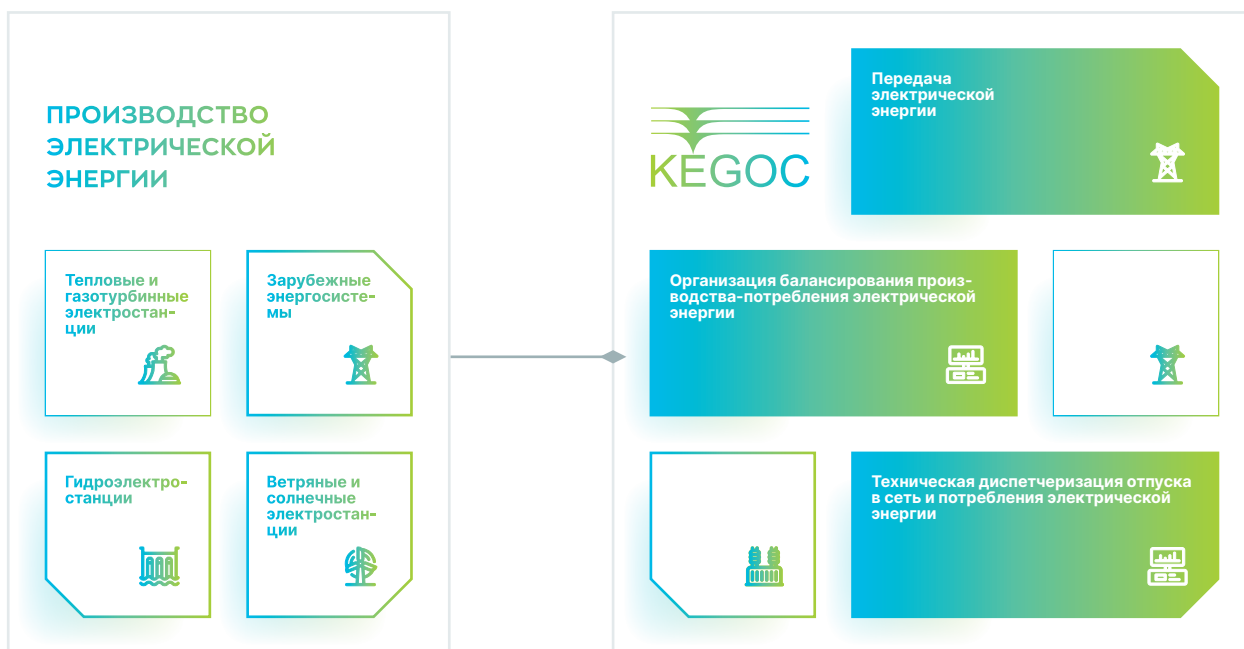 ПРОИЗВОДСТВО
ЭЛЕКТРИЧЕСКОЙ
ЭНЕРГИИ
Тепловые и
газотурбинные
электростан-
ции
Зарубежные
энергосисте-
мы
Гидроэлектро-
станции
Ветряные и
солнечные
электростан-
ции
KEGOC
Передача
электрической
энергии
Организация балансирования произ-
водства-потребления электрической
энергии
Техническая диспетчеризация отпуска
в сеть и потребления электрической
энергии